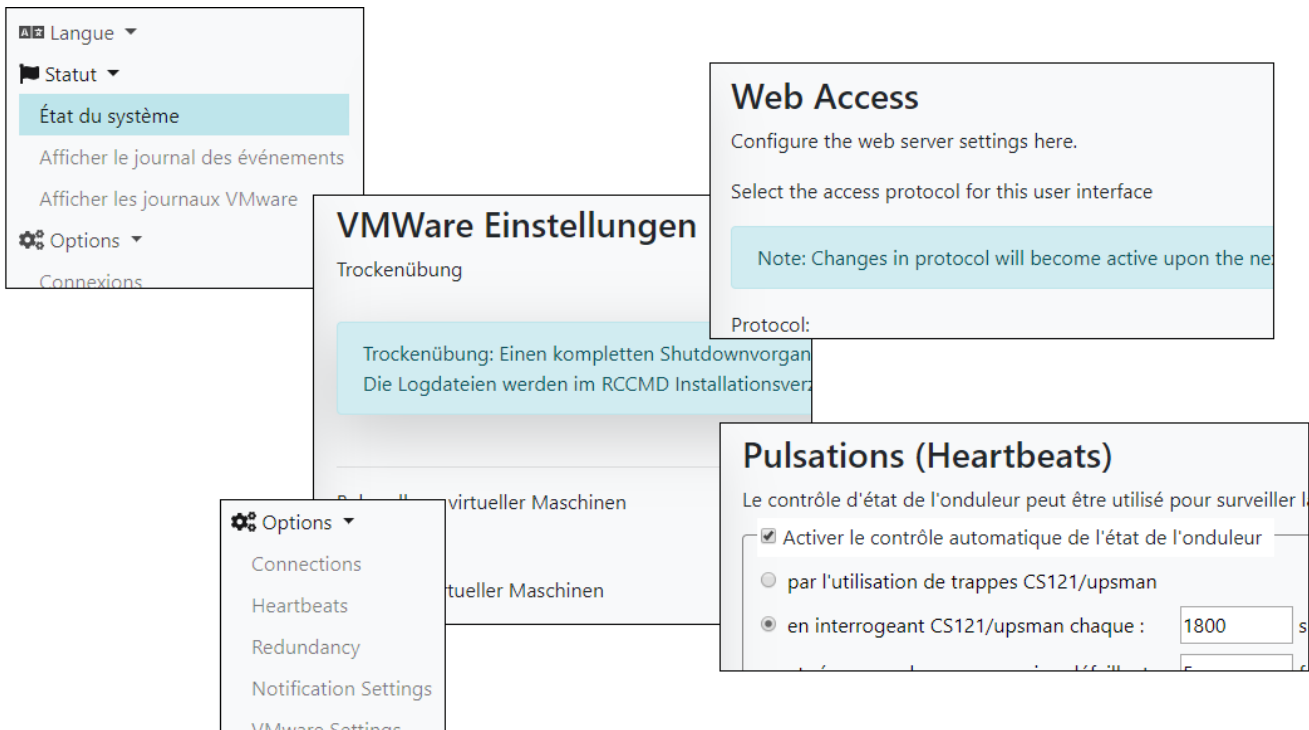 Langue
Statut
État du système
Afficher le journal des événements
Afficher les journaux VMware
Options
Connexions
VMWare Einstellungen
Trockenübung
Trockenübung: Einen kompletten
Die Logdateien werden im RCCMD
virtueller Maschinen
Maschinen
Web Access
Configure the web server settings here.
Select the access protocol for this user interface
Note: Changes in protocol will become active upon the
Protocol:
Options
Connections
Heartbeats
Redundancy
Notification Settings
VMware Settings
Pulsations (Heartbeats)
Le contrôle d'état de l'onduleur peut être utilisé pour surveiller
Activer le contrôle automatique de l'état de l'onduleur
par l'utilisation de trappes CS121/upsman
en interrogeant CS121/upsman chaque : 1800 s